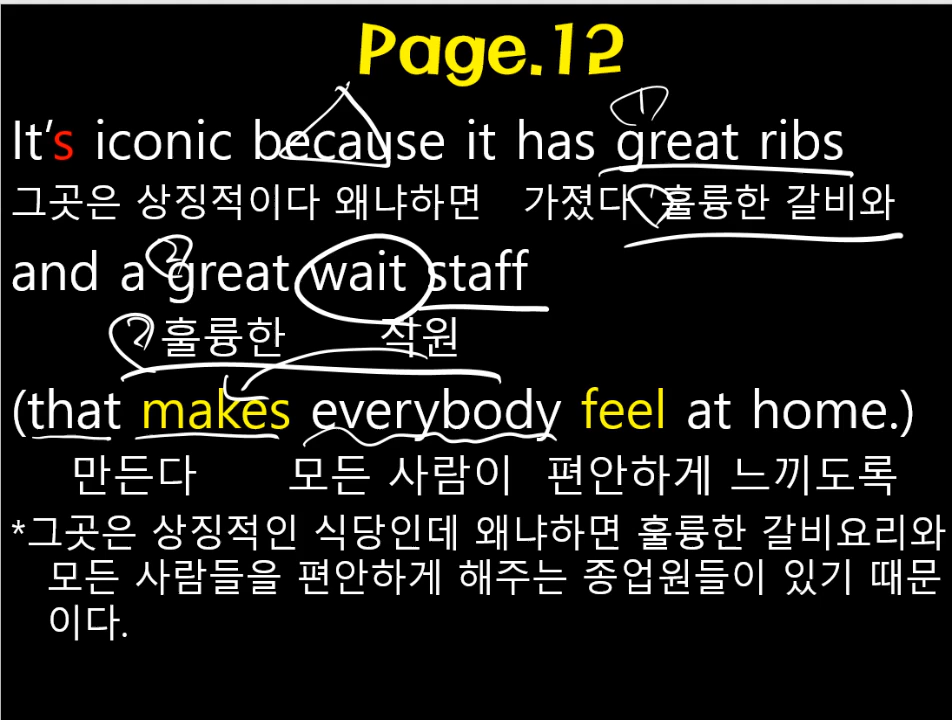 Page.12
It's iconic because it has great ribs
그곳은 상징적이다 왜냐하면 가졌다 훌륭한 갈비와
and a great wait staff
훌륭한 직원
(that makes everybody feel at home.)
만든다 모든 사람이 편안하게 느끼도록
*그곳은 상징적인 식당인데 왜냐하면 훌륭한 갈비요리와
모든 사람들을 편안하게 해주는 종업원들이 있기 때문
이다.